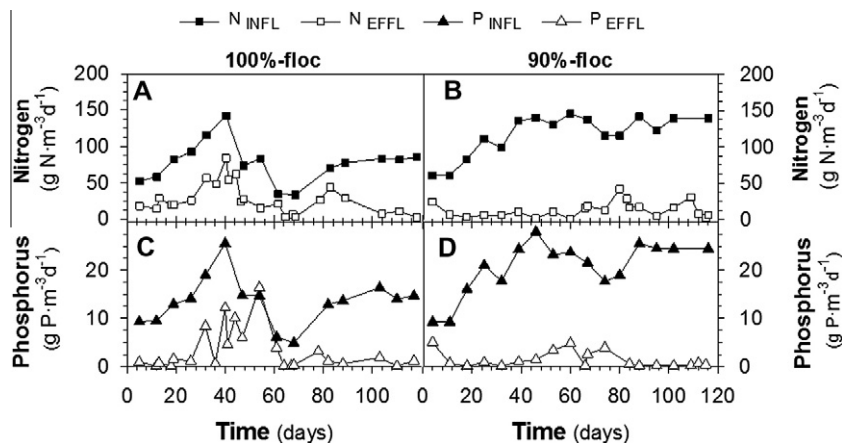 N INFL N EFFL P INFL P EFFL
100%-floc 90%-floc
200 A B 200
150 150
100 100
50 50
0 0
Nitrogen (g N·m⁻³d⁻¹)
Nitrogen (g N·m⁻³d⁻¹)
C D
20 20
10 10
0 0
Phosphorus (g P·m⁻³d⁻¹)
Phosphorus (g P·m⁻³d⁻¹)
0 20 40 60 80 100 0 20 40 60 80 100 120
Time (days) Time (days)